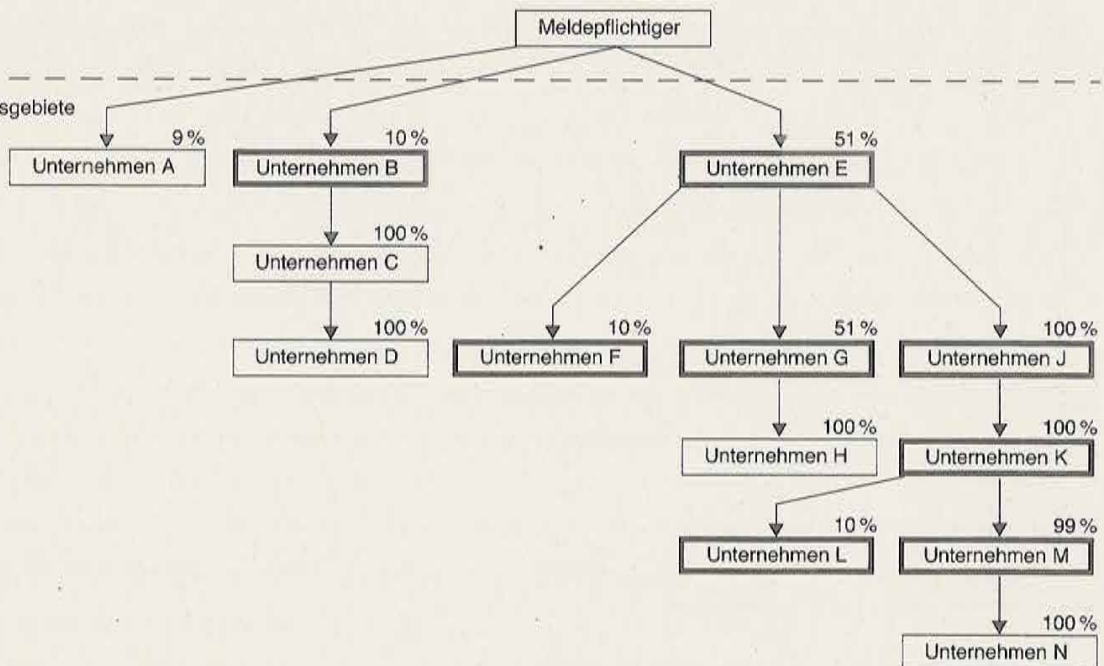 Meldepflichtiger
sgebiete
9 % 10 % 51 %
Unternehmen A Unternehmen B Unternehmen E
100 %
Unternehmen C
100 % 10 % 51 % 100 %
Unternehmen D Unternehmen F Unternehmen G Unternehmen J
100 % 100 %
Unternehmen H Unternehmen K
10 % 99 %
Unternehmen L Unternehmen M
100 %
Unternehmen N